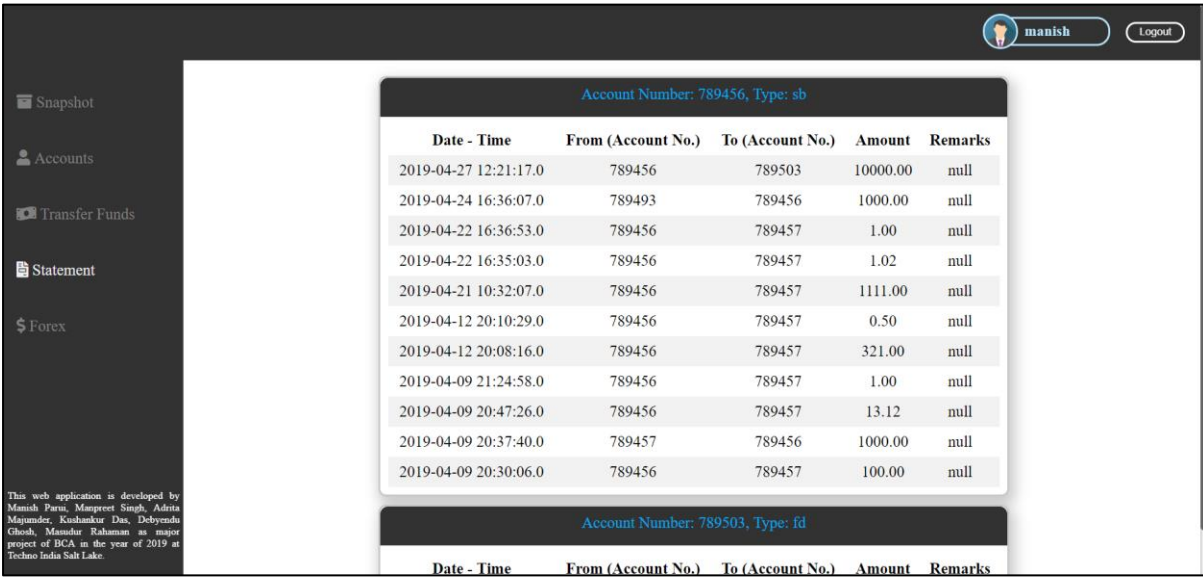 manish
Logout
Snapshot
Accounts
Transfer Funds
Statement
$ Forex
This web application is developed by
Manish Parui, Manpreet Singh, Adrita
Majumder, Kushankur Das, Debyendu
Ghosh, Masudur Rahaman as major
project of BCA in the year of 2019 at
Techno India Salt Lake.
Account Number: 789456, Type: sb
Date - Time From (Account No.) To (Account No.) Amount Remarks
2019-04-27 12:21:17.0 789456 789503 10000.00 null
2019-04-24 16:36:07.0 789493 789456 1000.00 null
2019-04-22 16:36:53.0 789456 789457 1.00 null
2019-04-22 16:35:03.0 789456 789457 1.02 null
2019-04-21 10:32:07.0 789456 789457 1111.00 null
2019-04-12 20:10:29.0 789456 789457 0.50 null
2019-04-12 20:08:16.0 789456 789457 321.00 null
2019-04-09 21:24:58.0 789456 789457 1.00 null
2019-04-09 20:47:26.0 789456 789457 13.12 null
2019-04-09 20:37:40.0 789457 789456 1000.00 null
2019-04-09 20:30:06.0 789456 789457 100.00 null
Account Number: 789503, Type: fd
Date - Time From (Account No.) To (Account No.) Amount Remarks